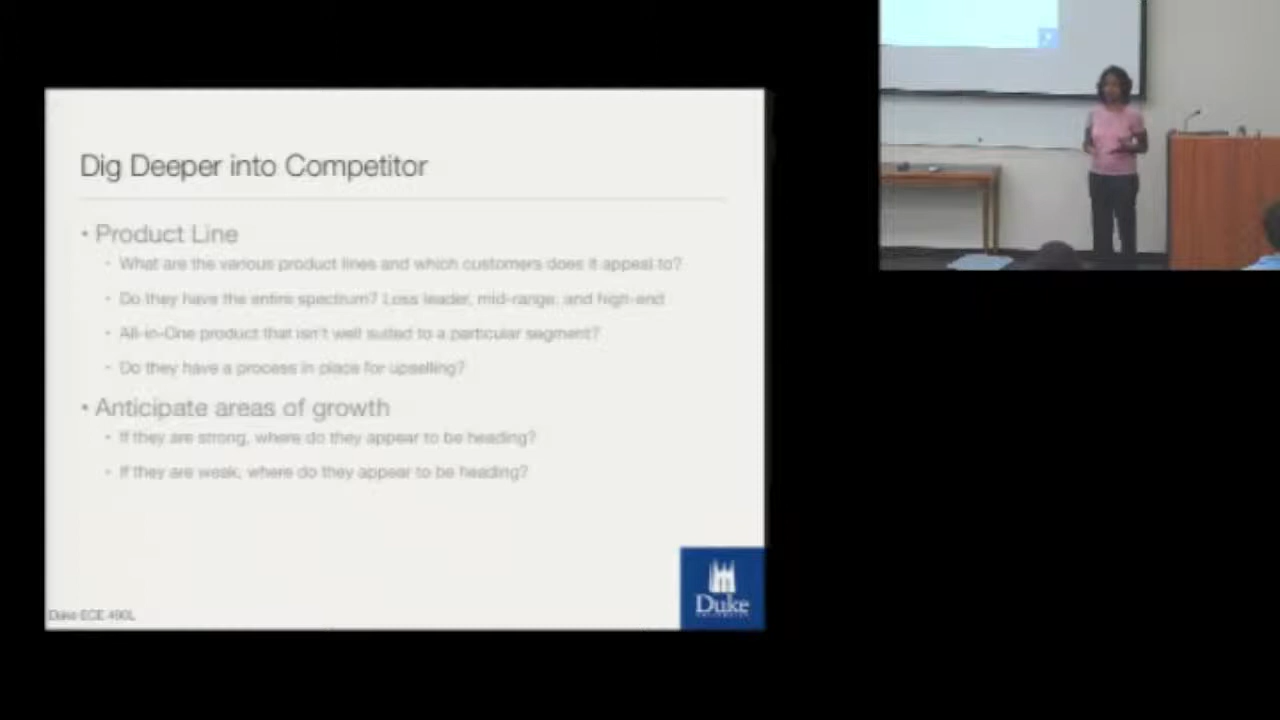 Dig Deeper into Competitor
• Product Line
• What are the various product lines and which customers does it appeal to?
• Do they have the entire spectrum? Loss leader, mid-range, and high-end
• All-in-One product that isn't well suited to a particular segment?
• Do they have a process in place for upselling?
• Anticipate areas of growth
• If they are strong, where do they appear to be heading?
• If they are weak, where do they appear to be heading?
Duke
UNIVERSITY
Duke ECE 490L